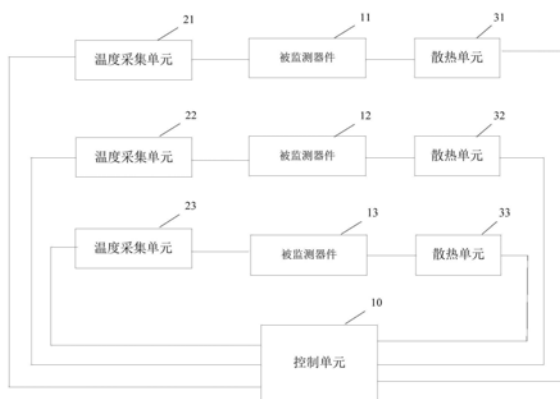 21
11
31
温度采集单元
被监测器件
散热单元
22
12
32
温度采集单元
被监测器件
散热单元
23
13
33
温度采集单元
被监测器件
散热单元
10
控制单元